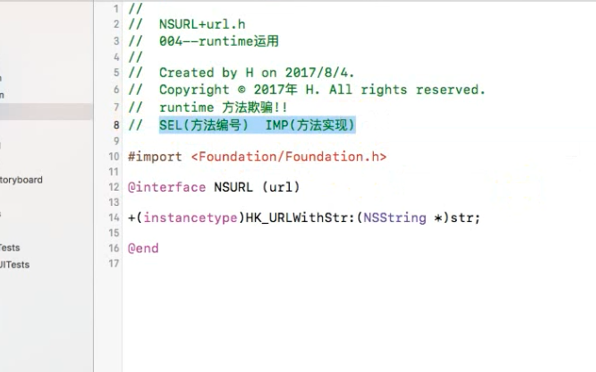 1 //
2 // NSURL+url.h
3 // 004--runtime运用
4 //
5 // Created by H on 2017/8/4.
6 // Copyright © 2017年 H. All rights reserved.
7 // runtime 方法欺骗!!
8 // SEL(方法编号) IMP(方法实现)
9
10 #import <Foundation/Foundation.h>
11
12 @interface NSURL (url)
13
14 +(instancetype)HK_URLWithStr:(NSString *)str;
15
16 @end
17
toryboard
ests
UITests